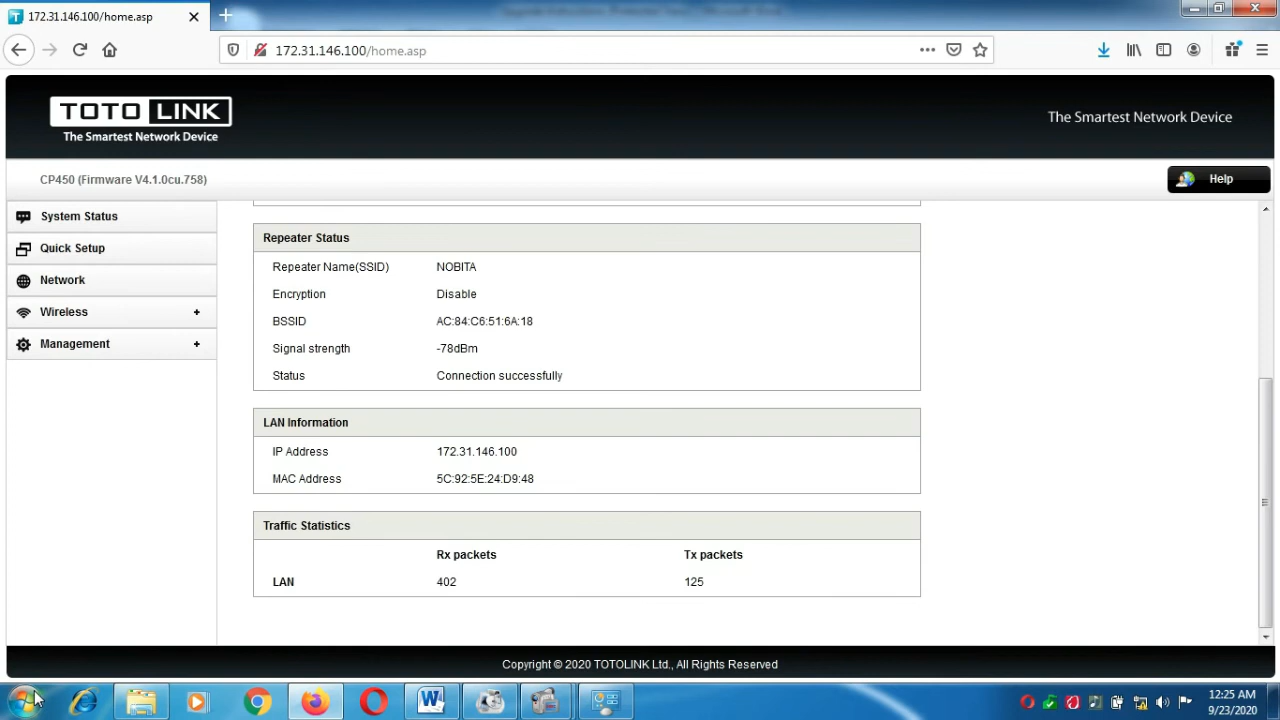 172.31.146.100/home.asp
172.31.146.100/home.asp
TOTO LINK
The Smartest Network Device
The Smartest Network Device
CP450 (Firmware V4.1.0cu.758)
Help
System Status
Quick Setup
Network
Wireless +
Management +
Repeater Status
Repeater Name(SSID) NOBITA
Encryption Disable
BSSID AC:84:C6:51:6A:18
Signal strength -78dBm
Status Connection successfully
LAN Information
IP Address 172.31.146.100
MAC Address 5C:92:5E:24:D9:48
Traffic Statistics
Rx packets Tx packets
LAN 402 125
Copyright © 2020 TOTOLINK Ltd., All Rights Reserved
12:25 AM
9/23/2020